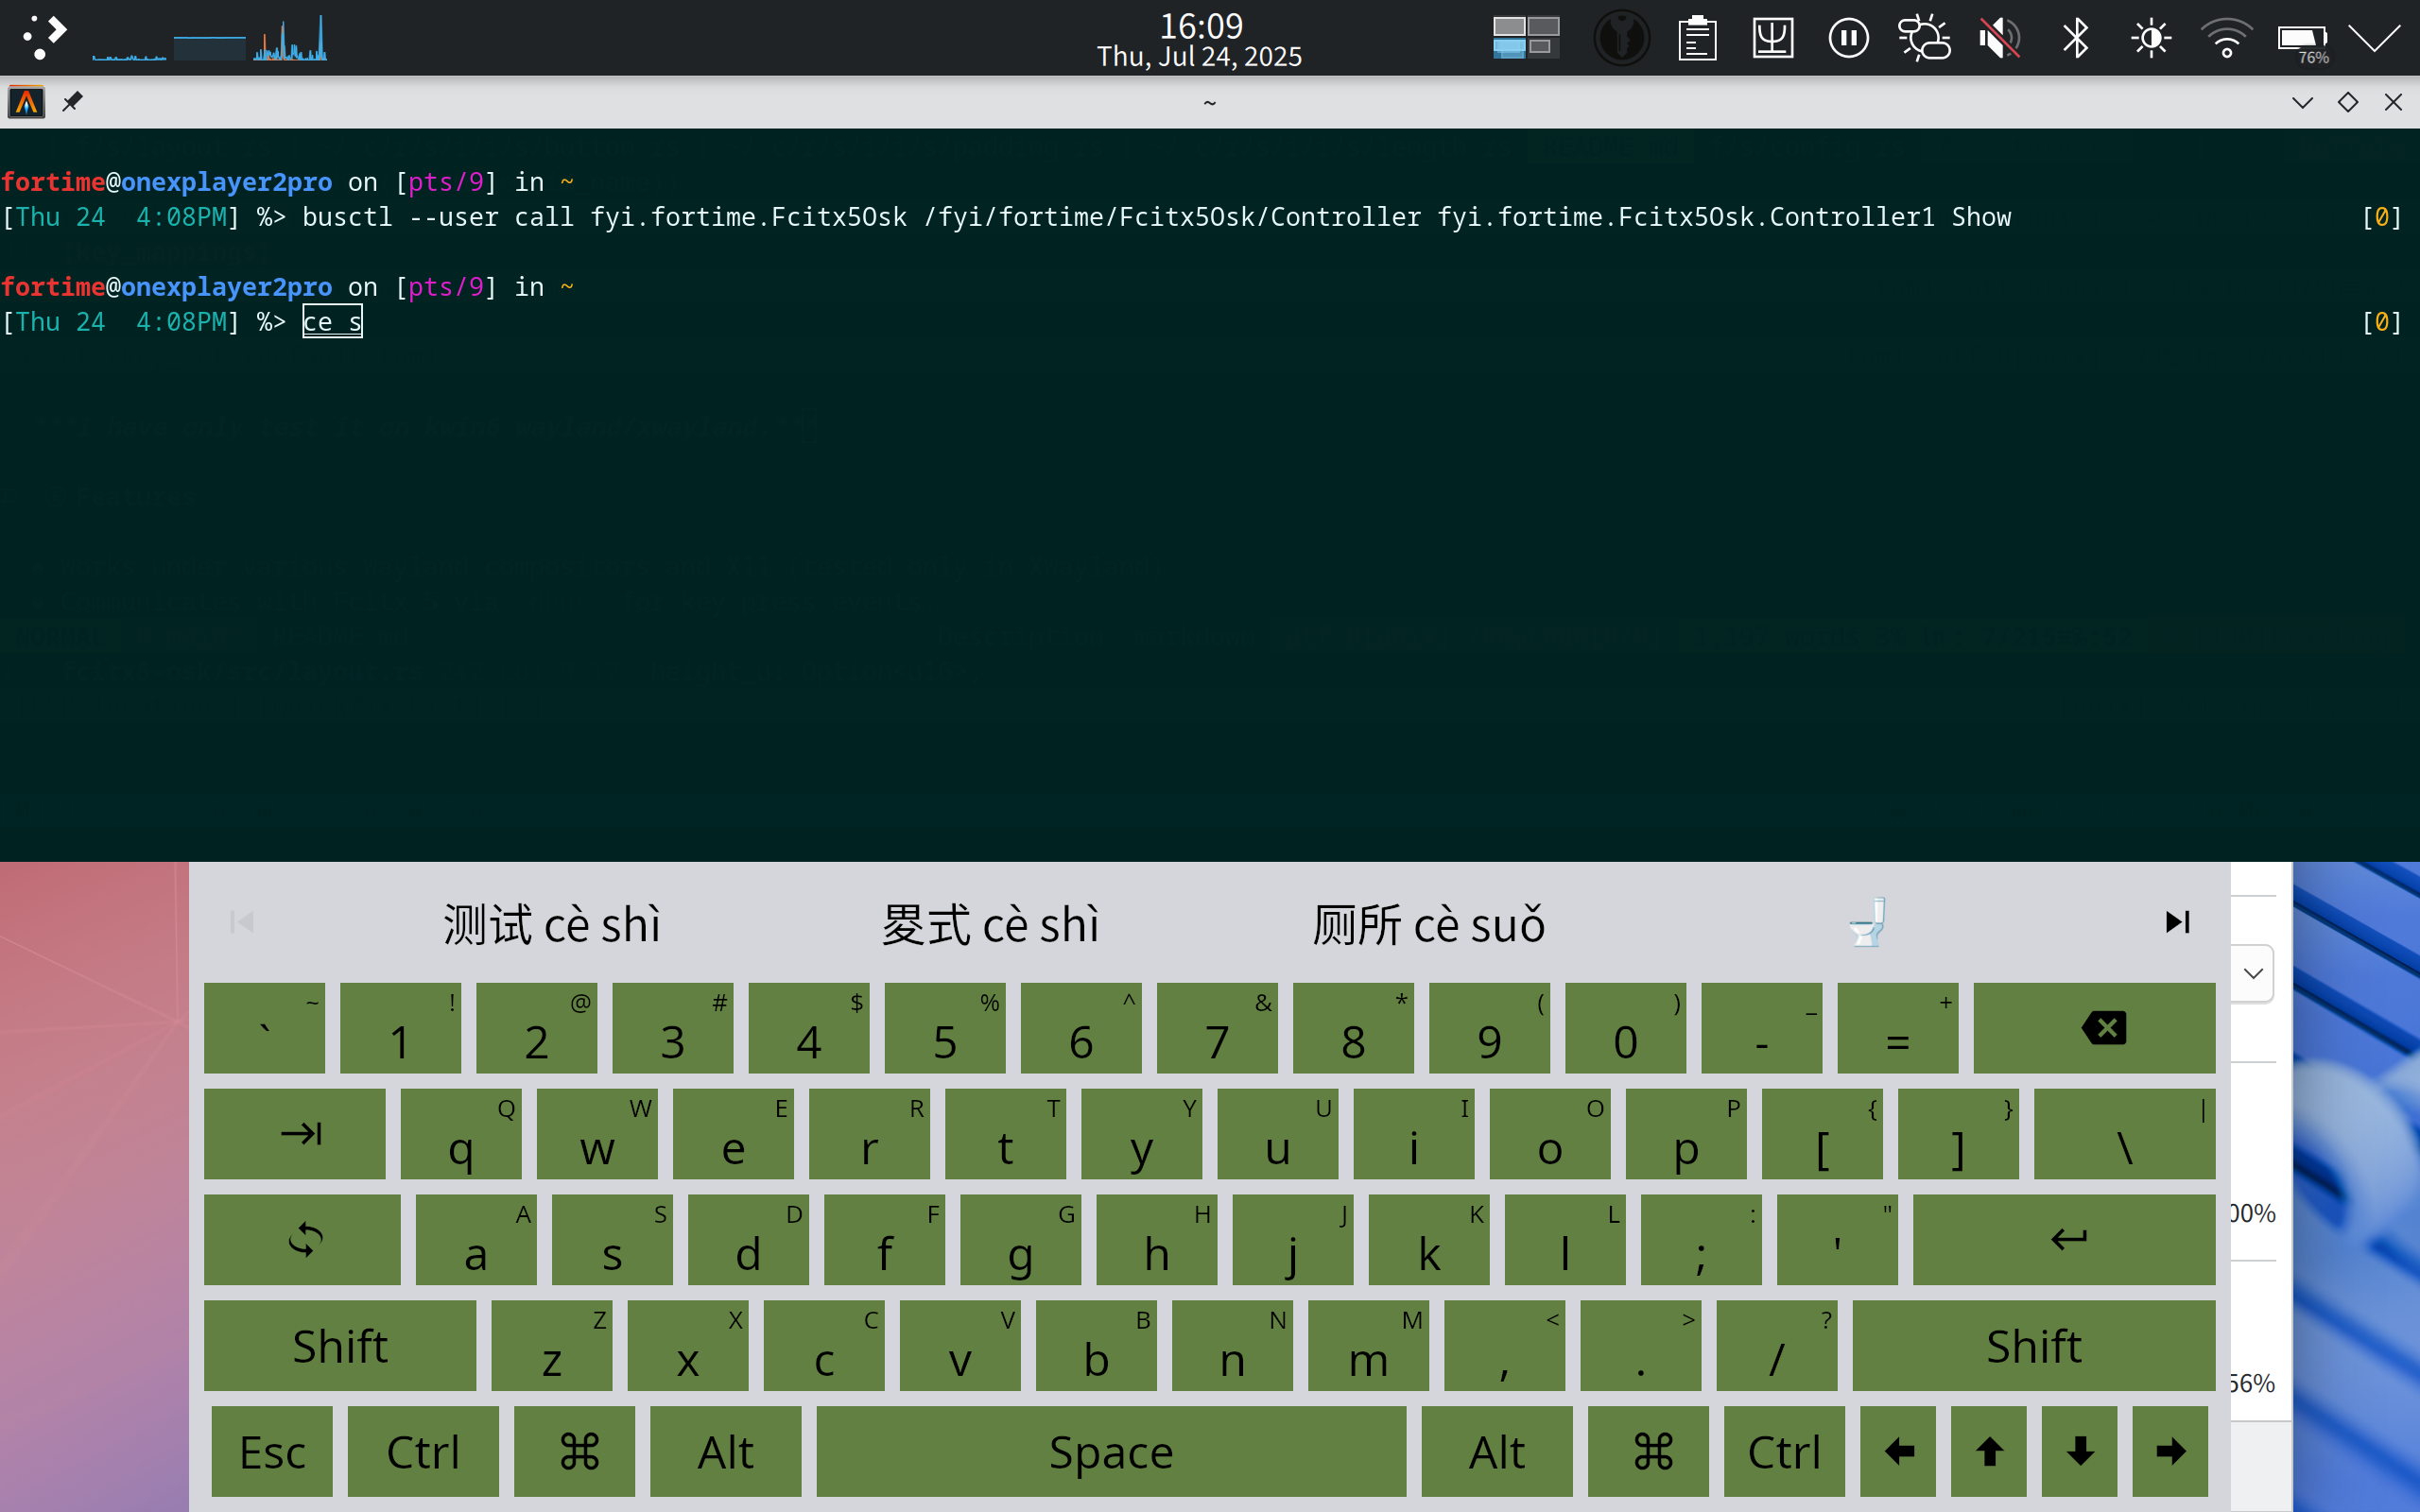 16:09
Thu, Jul 24, 2025
76%
~
fortime@onexplayer2pro on [pts/9] in ~
[Thu 24  4:08PM] %> busctl --user call fyi.fortime.Fcitx5Osk /fyi/fortime/Fcitx5Osk/Controller fyi.fortime.Fcitx5Osk.Controller1 Show [0]
fortime@onexplayer2pro on [pts/9] in ~
[Thu 24  4:08PM] %> ce s [0]
测试 cè shì 畟式 cè shì 厕所 cè suǒ 🚽
~ ! @ # $ % ^ & * ( ) _ +
` 1 2 3 4 5 6 7 8 9 0 - =
Q W E R T Y U I O P { } |
q w e r t y u i o p [ ] \
A S D F G H J K L : "
a s d f g h j k l ; '
00%
Z X C V B N M < > ?
Shift z x c v b n m , . / Shift
56%
Esc Ctrl ⌘ Alt Space Alt ⌘ Ctrl